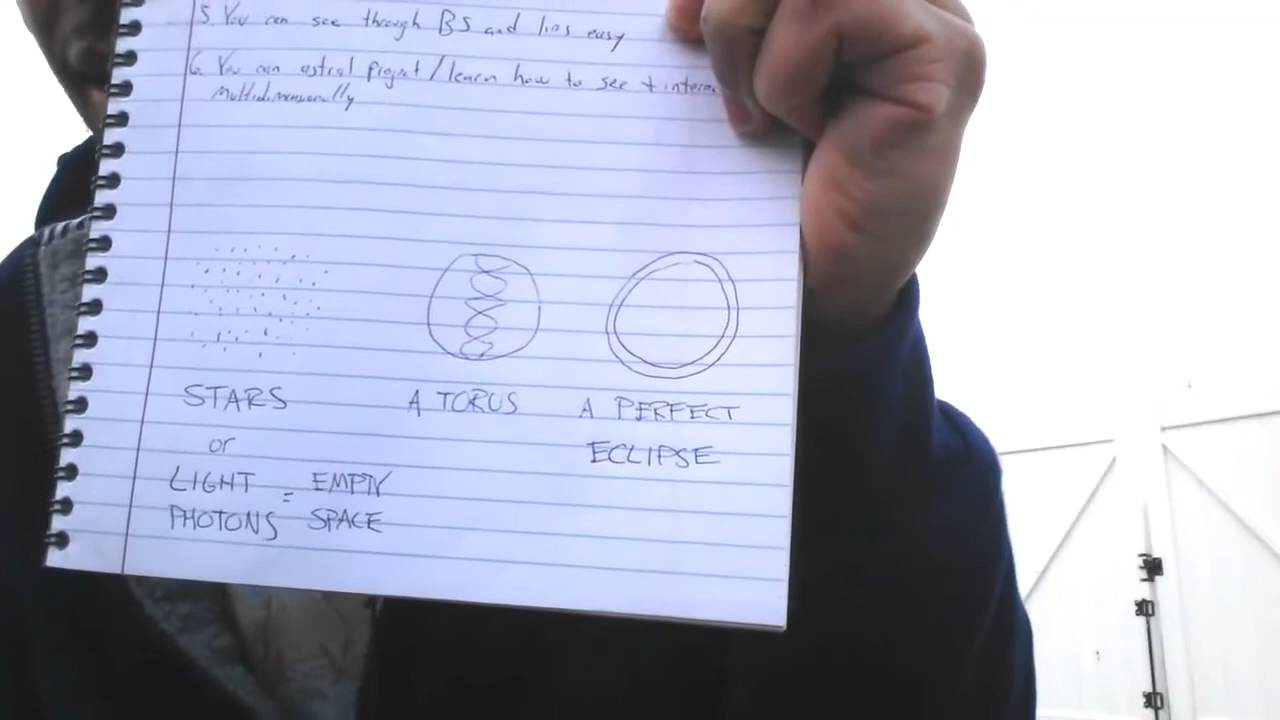 5. You can see through BS and lies easy
6. You can astral project/learn how to see + interac
multidimensionally
STARS
or
LIGHT = EMPTY
PHOTONS SPACE
A TORUS
A PERFECT
ECLIPSE